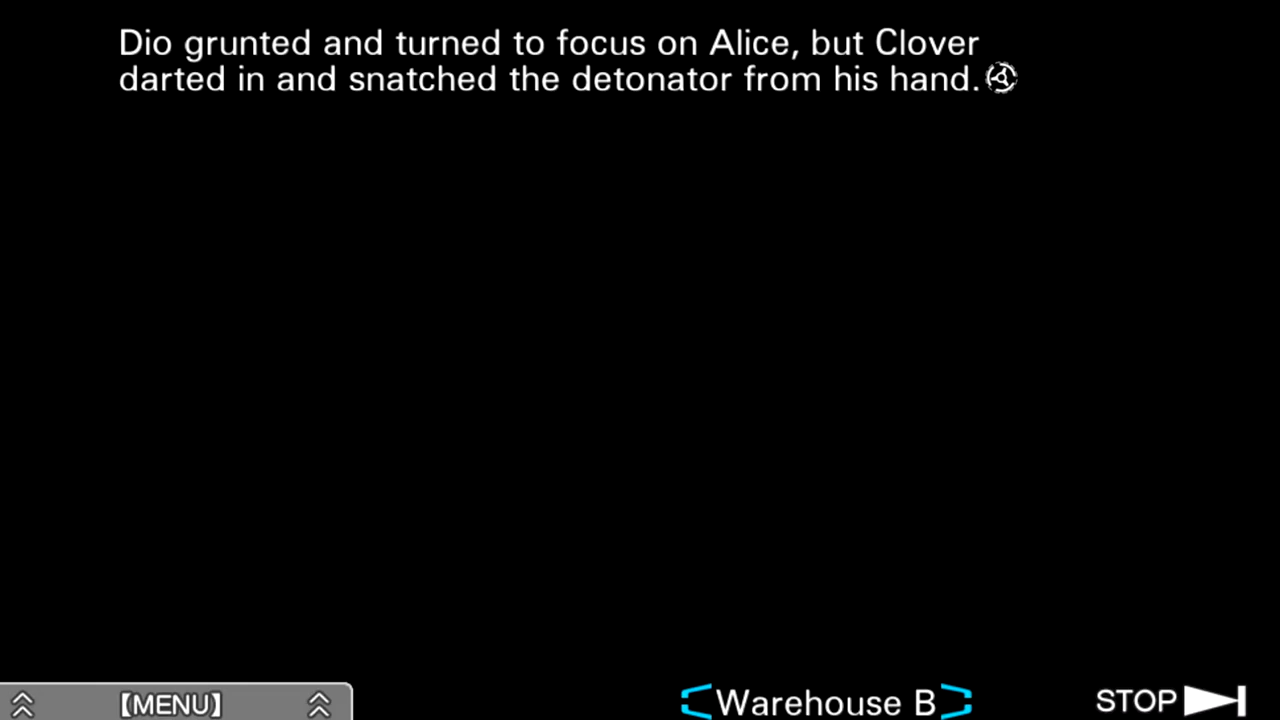 Dio grunted and turned to focus on Alice, but Clover
darted in and snatched the detonator from his hand.
【MENU】
Warehouse B
STOP